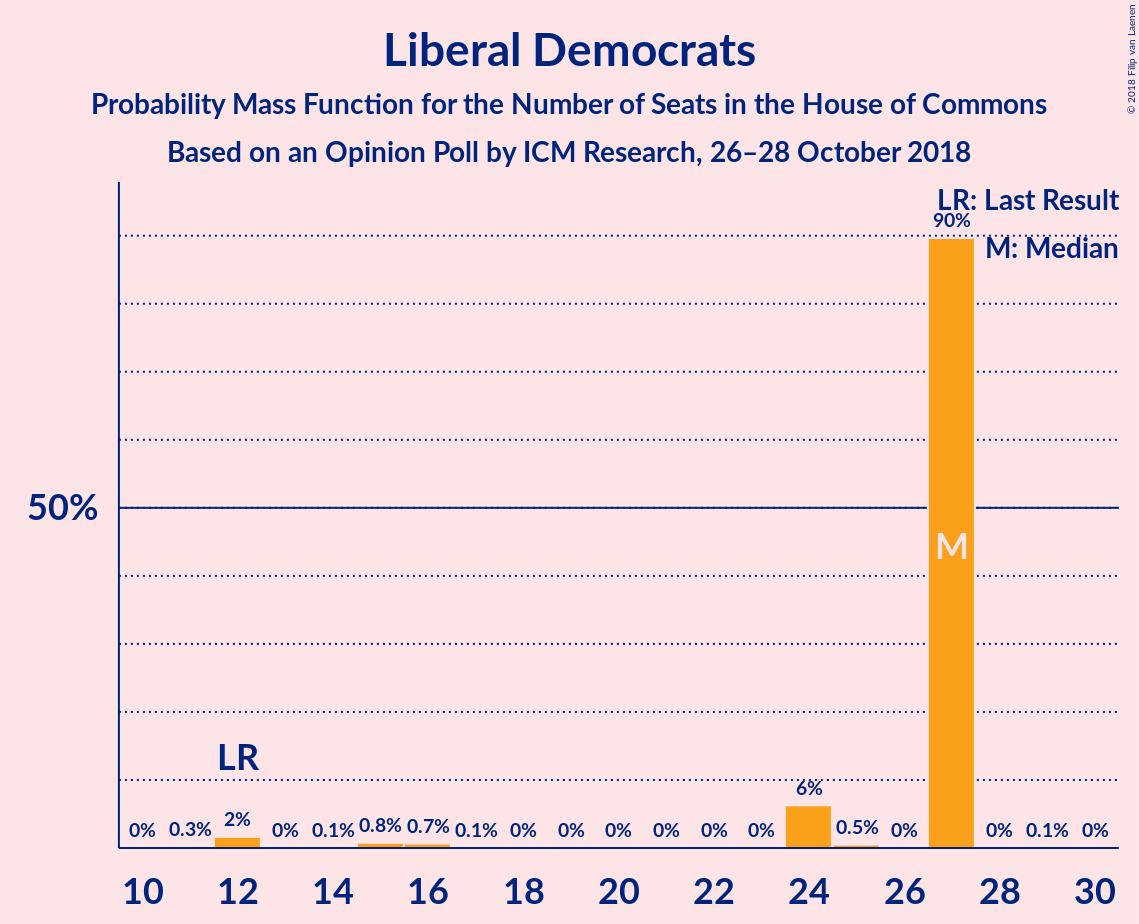 Liberal Democrats
Probability Mass Function for the Number of Seats in the House of Commons
Based on an Opinion Poll by ICM Research, 26–28 October 2018
© 2018 Filip van Laenen
LR: Last Result
M: Median
90%
50%
M
LR
0% 0.3% 2% 0% 0.1% 0.8% 0.7% 0.1% 0% 0% 0% 0% 0% 0% 6% 0.5% 0% 0% 0.1% 0%
10 12 14 16 18 20 22 24 26 28 30